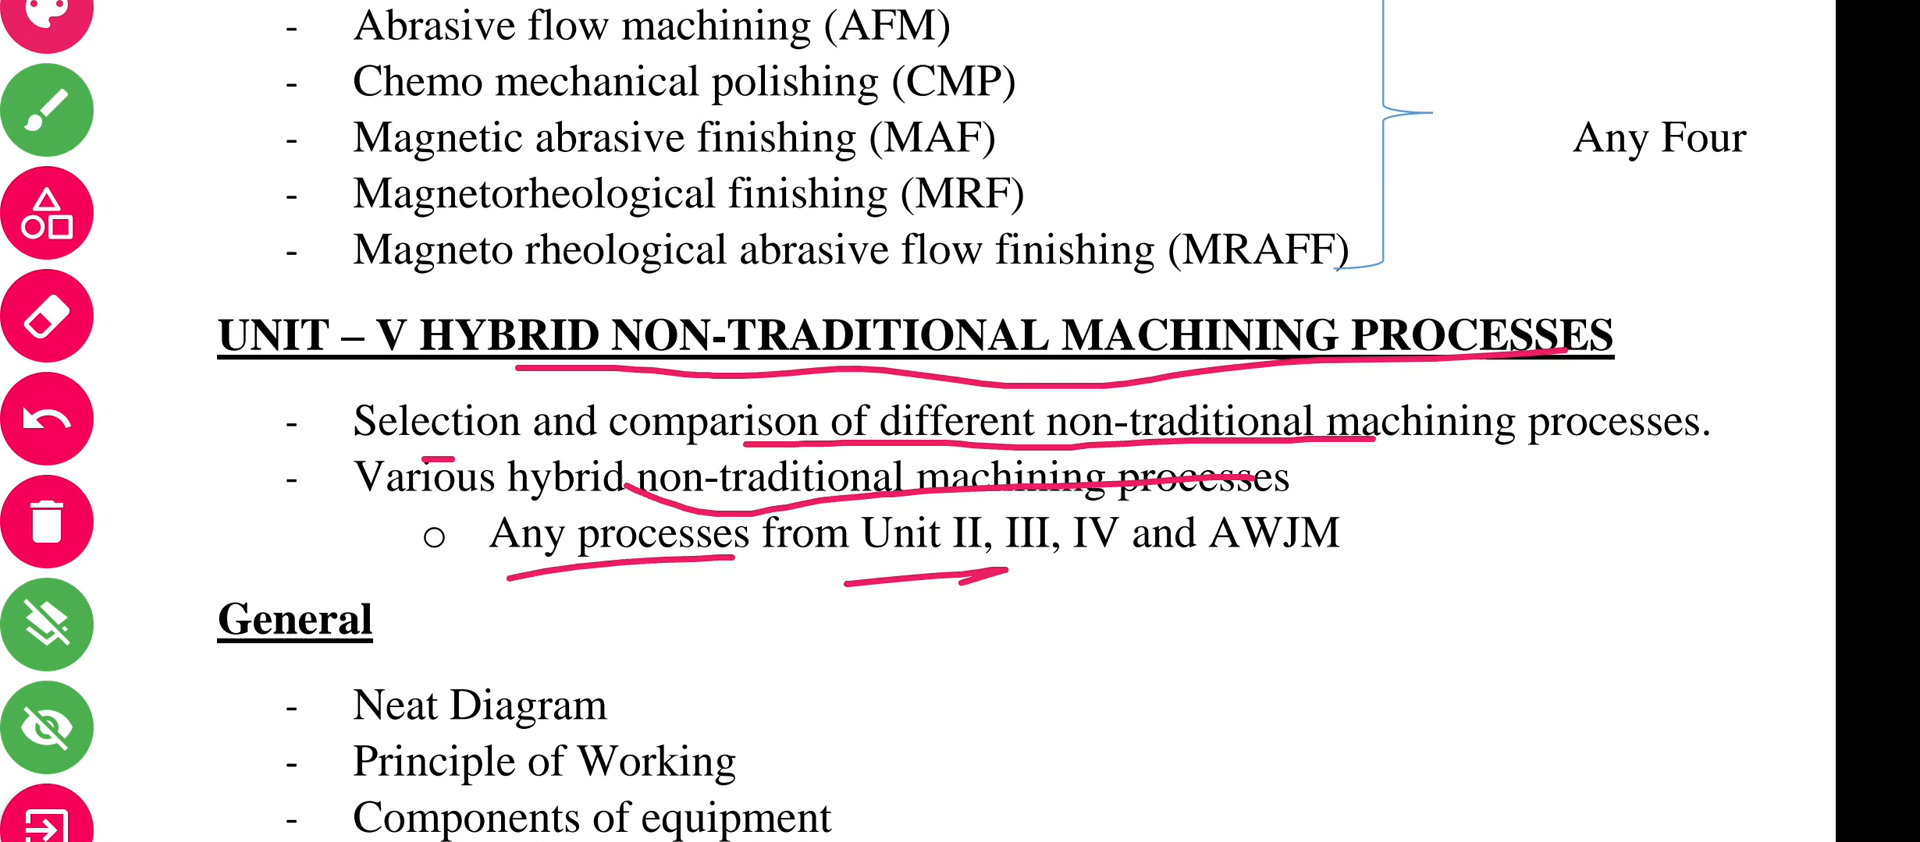 - Abrasive flow machining (AFM)
- Chemo mechanical polishing (CMP)
- Magnetic abrasive finishing (MAF)
Any Four
- Magnetorheological finishing (MRF)
- Magneto rheological abrasive flow finishing (MRAFF)
UNIT – V HYBRID NON-TRADITIONAL MACHINING PROCESSES
- Selection and comparison of different non-traditional machining processes.
- Various hybrid non-traditional machining processes
o Any processes from Unit II, III, IV and AWJM
General
- Neat Diagram
- Principle of Working
- Components of equipment